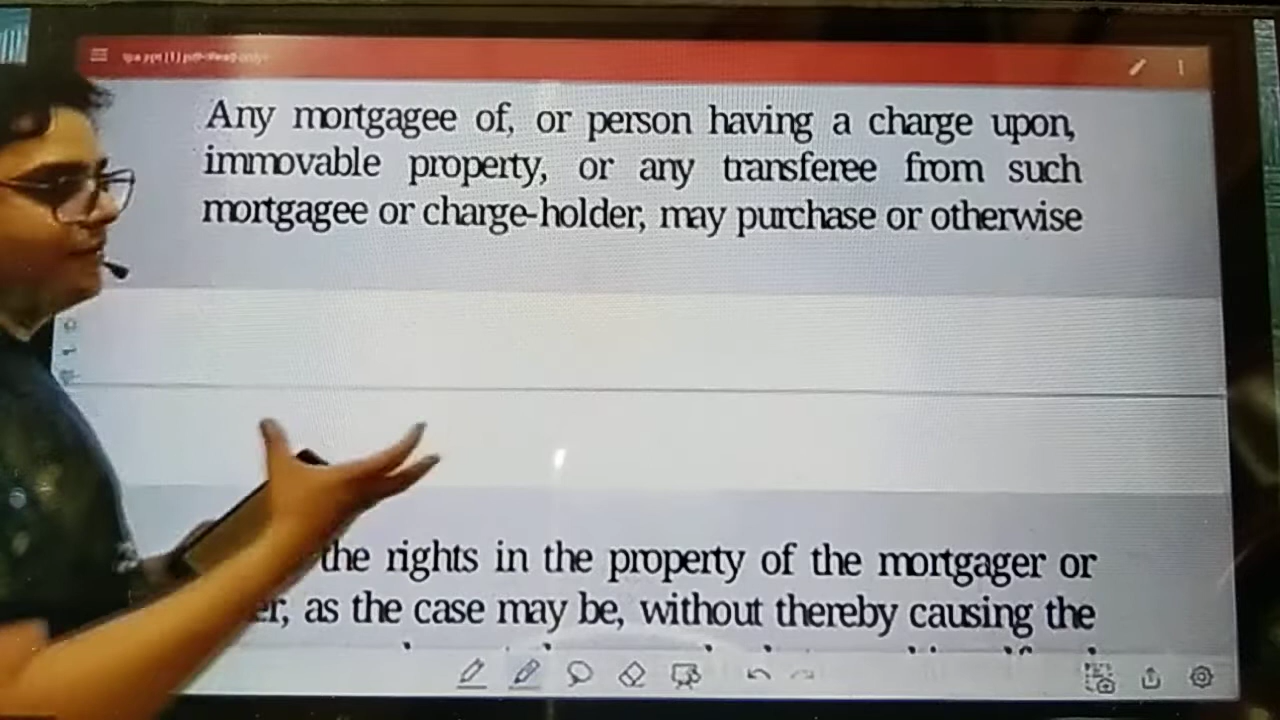 Any mortgagee of, or person having a charge upon,
immovable property, or any transferee from such
mortgagee or charge-holder, may purchase or otherwise
the rights in the property of the mortgager or
er, as the case may be, without thereby causing the